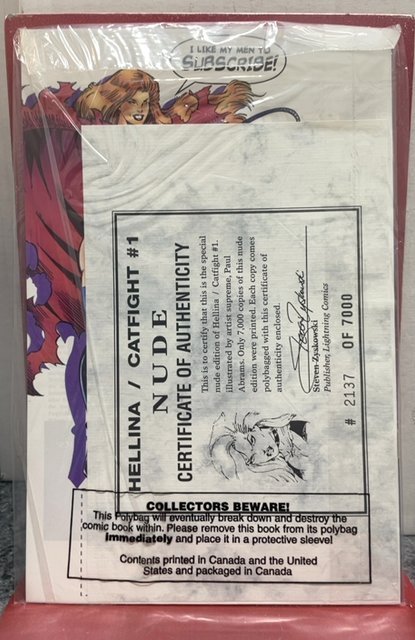 I LIKE MY MEN TO
SUBSCRIBE!
HELLINA / CATFIGHT #1
NUDE
CERTIFICATE OF AUTHENTICITY
This is to certify that this is the special
nude edition of Hellina / Catfight #1.
illustrated by artist supreme, Paul
Abrams. Only 7,000 copies of this nude
edition were printed. Each copy comes
polybagged with this certificate of
authenticity enclosed.
Steven Zyskowski
Publisher, Lightning Comics
# 2137 OF 7000
COLLECTORS BEWARE!
This Polybag will eventually break down and destroy the
comic book within. Please remove this book from its polybag
immediately and place it in a protective sleeve!
Contents printed in Canada and the United
States and packaged in Canada